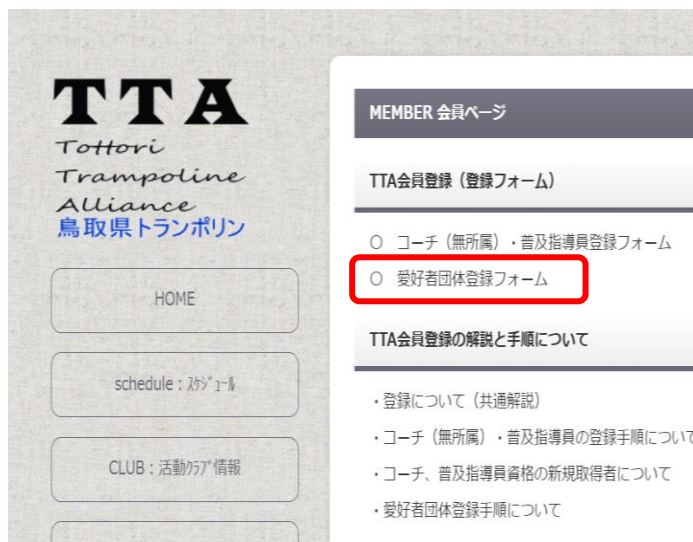 TTA
Tottori
Trampoline
Alliance
鳥取県トランポリン
HOME
schedule：ｽｹｼﾞｭｰﾙ
CLUB：活動ｸﾗﾌﾞ情報
MEMBER 会員ページ
TTA会員登録（登録フォーム）
○　コーチ（無所属）・普及指導員登録フォーム
○　愛好者団体登録フォーム
TTA会員登録の解説と手順について
・登録について（共通解説）
・コーチ（無所属）・普及指導員の登録手順について
・コーチ、普及指導員資格の新規取得者について
・愛好者団体登録手順について